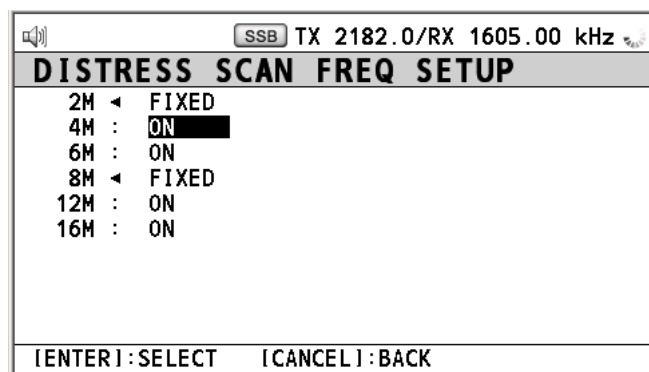 SSB TX 2182.0/RX 1605.00 kHz
DISTRESS SCAN FREQ SETUP
2M ◄ FIXED
4M : ON
6M : ON
8M ◄ FIXED
12M : ON
16M : ON
[ENTER]:SELECT [CANCEL]:BACK